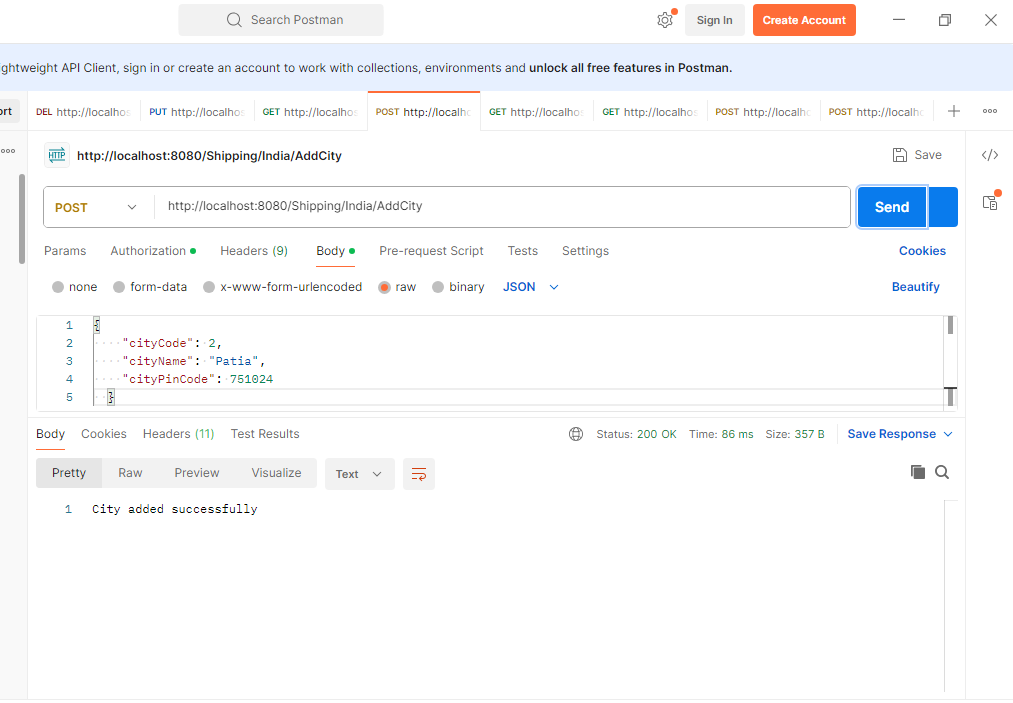 Search Postman
Sign In
Create Account
ightweight API Client, sign in or create an account to work with collections, environments and unlock all free features in Postman.
ort
DEL http://localhos
PUT http://localhos
GET http://localhos
POST http://localho
GET http://localhos
GET http://localhos
POST http://localho
POST http://localho
HTTP http://localhost:8080/Shipping/India/AddCity
Save
</>
POST http://localhost:8080/Shipping/India/AddCity
Send
Params Authorization Headers (9) Body Pre-request Script Tests Settings Cookies
none form-data x-www-form-urlencoded raw binary JSON Beautify
1 {
2 "cityCode": 2,
3 "cityName": "Patia",
4 "cityPinCode": 751024
5 }
Body Cookies Headers (11) Test Results Status: 200 OK Time: 86 ms Size: 357 B Save Response
Pretty Raw Preview Visualize Text
1 City added successfully